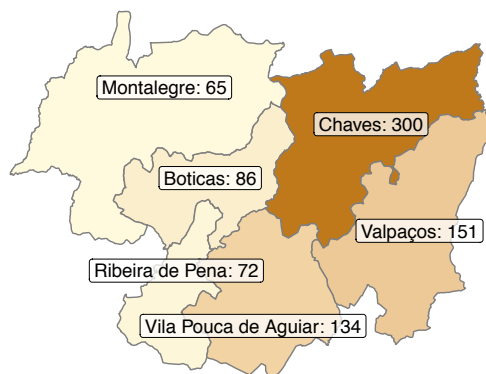 Montalegre: 65
Chaves: 300
Boticas: 86
Valpaços: 151
Ribeira de Pena: 72
Vila Pouca de Aguiar: 134